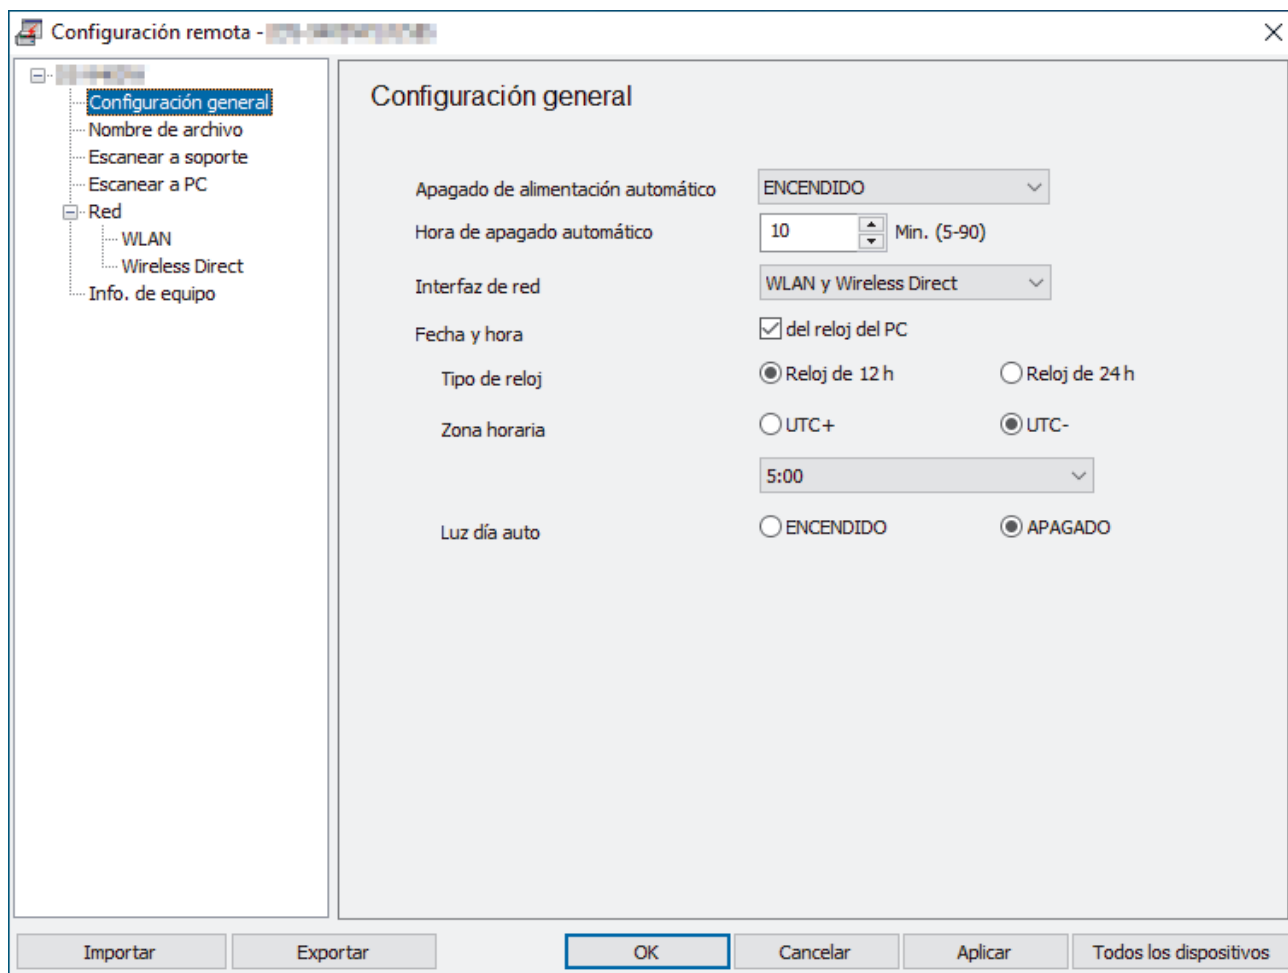 Configuración remota -
Configuración general
Nombre de archivo
Escanear a soporte
Escanear a PC
Red
WLAN
Wireless Direct
Info. de equipo
Configuración general
Apagado de alimentación automático ENCENDIDO
Hora de apagado automático 10 Min. (5-90)
Interfaz de red WLAN y Wireless Direct
Fecha y hora del reloj del PC
Tipo de reloj Reloj de 12 h Reloj de 24 h
Zona horaria UTC+ UTC-
5:00
Luz día auto ENCENDIDO APAGADO
Importar Exportar OK Cancelar Aplicar Todos los dispositivos